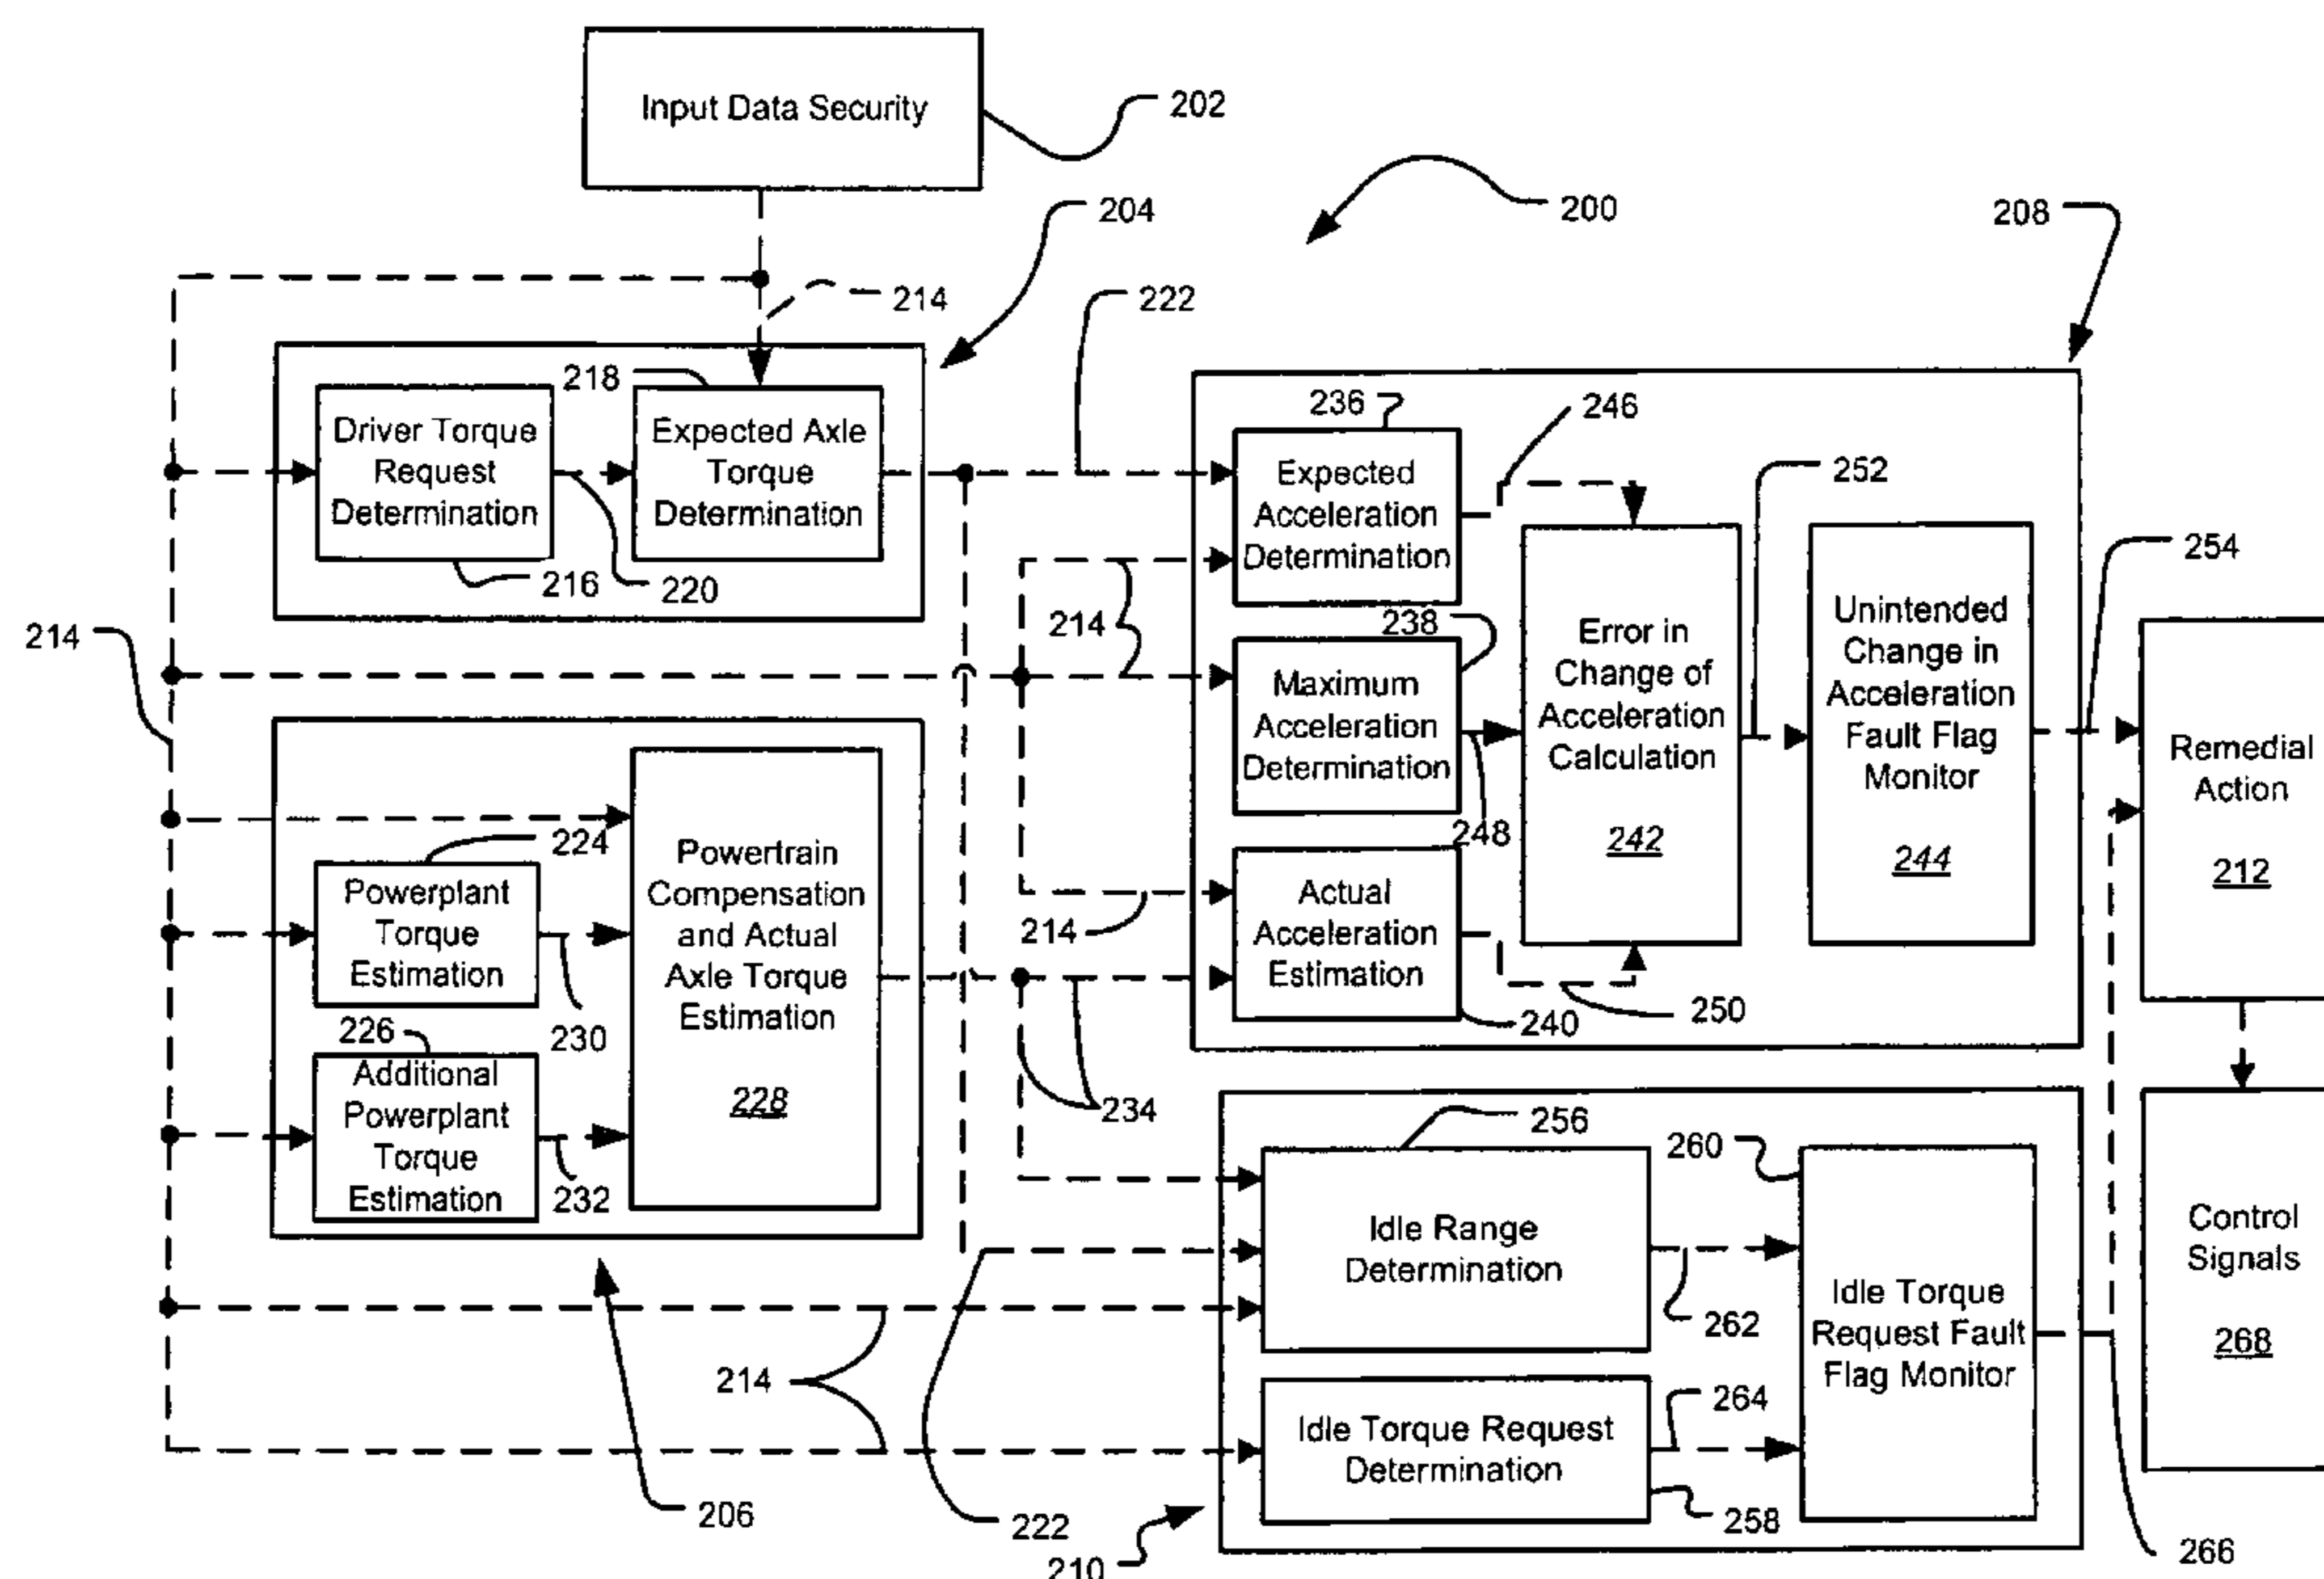 Input Data Security
202
200
204
208
214
222
218
236
246
252
254
Driver Torque
Request
Determination
Expected Axle
Torque
Determination
216
220
Expected
Acceleration
Determination
214
214
238
Maximum
Acceleration
Determination
248
Error in
Change of
Acceleration
Calculation
242
Unintended
Change in
Acceleration
Fault Flag
Monitor
244
Remedial
Action
212
224
Powerplant
Torque
Estimation
230
226
Additional
Powerplant
Torque
Estimation
232
Powertrain
Compensation
and Actual
Axle Torque
Estimation
228
214
Actual
Acceleration
Estimation
240
250
234
256
260
Idle Range
Determination
262
Idle Torque
Request Fault
Flag Monitor
Control
Signals
268
214
264
Idle Torque Request
Determination
258
206
222
210
266